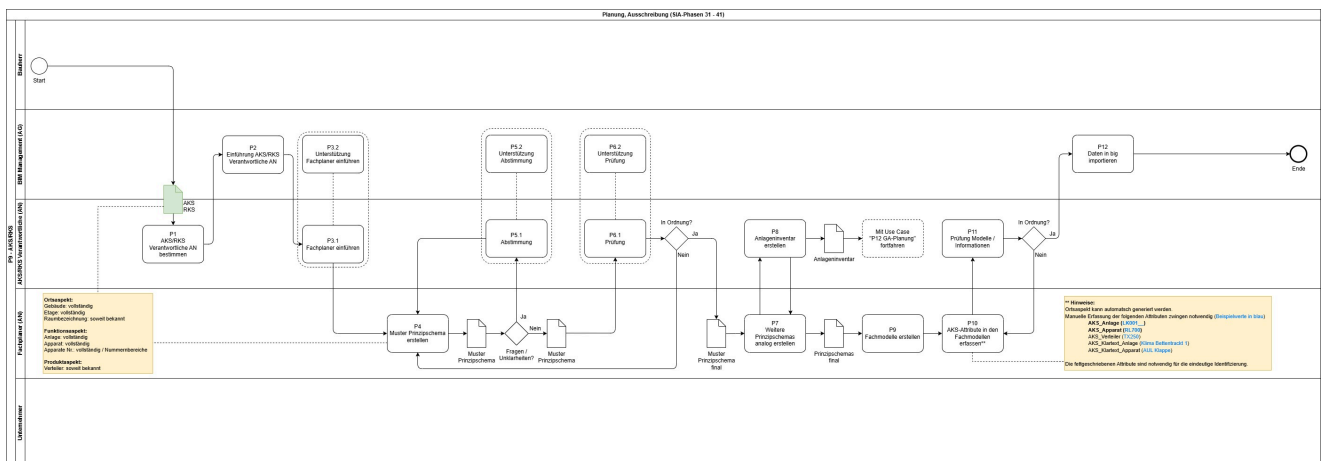 Planung, Ausschreibung (SIA-Phasen 31 - 41)
P9 - AKS/RKS
Bauherr
Start
BIM Management (AG)
P2
Einführung AKS/RKS
Verantwortliche AN
P3.2
Unterstützung
Fachplaner einführen
P5.2
Unterstützung
Abstimmung
P6.2
Unterstützung
Prüfung
P12
Daten in big
importieren
Ende
AKS
RKS
AKS/RKS Verantwortliche (AN)
P1
AKS/RKS
Verantwortliche AN
bestimmen
P3.1
Fachplaner einführen
P5.1
Abstimmung
P6.1
Prüfung
In Ordnung?
Ja
Nein
P8
Anlageninventar
erstellen
Anlageninventar
Mit Use Case
"P12 GA-Planung"
fortfahren
P11
Prüfung Modelle /
Informationen
In Ordnung?
Ja
Nein
Fachplaner (AN)
Ortsaspekt:
Gebäude: vollständig
Etage: vollständig
Raumbezeichnung: soweit bekannt
Funktionsaspekt:
Anlage: vollständig
Apparat: vollständig
Apparate Nr.: vollständig / Nummernbereiche
Produktaspekt:
Verteiler: soweit bekannt
P4
Muster Prinzipschema
erstellen
Muster
Prinzipschema
Ja
Nein
Fragen /
Unklarheiten?
Muster
Prinzipschema
Muster
Prinzipschema
final
P7
Weitere
Prinzipschemas
analog erstellen
Prinzipschemas
final
P9
Fachmodelle erstellen
P10
AKS-Attribute in den
Fachmodellen
erfassen**
** Hinweise:
Ortsaspekt kann automatisch generiert werden.
Manuelle Erfassung der folgenden Attributen zwingen notwendig (Beispielwerte in blau)
AKS_Anlage (LK001__)
AKS_Apparat (RL700)
AKS_Verteiler (TX250)
AKS_Klartext_Anlage (Klima Bettentrackt 1)
AKS_Klartext_Apparat (AUL Klappe)
Die fettgeschriebenen Attribute sind notwendig für die eindeutige Identifizierung.
Unternehmer